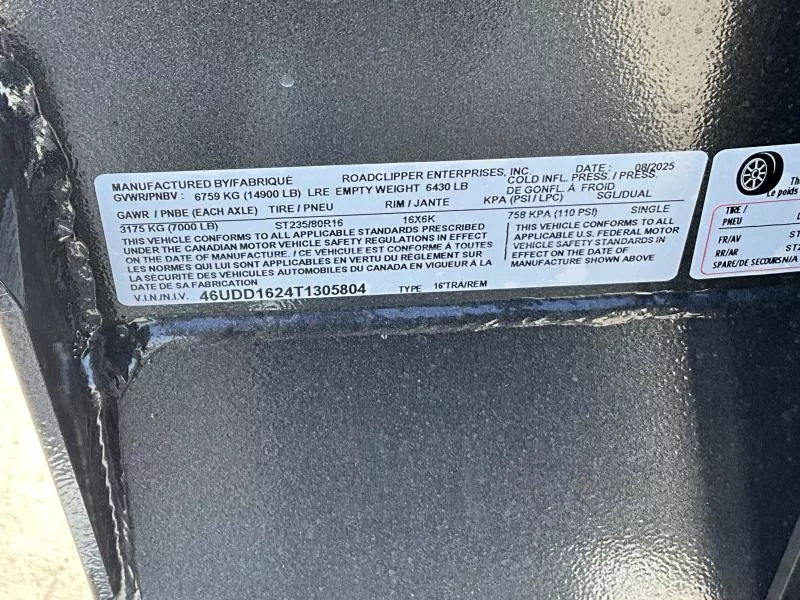 MANUFACTURED BY/FABRIQUÉ ROADCLIPPER ENTERPRISES, INC. DATE : 08/2025
GVWR/PNBV : 6759 KG (14900 LB) LRE EMPTY WEIGHT 6430 LB COLD INFL. PRESS. / PRESS.
DE GONFL. À FROID
GAWR / PNBE (EACH AXLE) TIRE / PNEU RIM / JANTE KPA (PSI / LPC) SGL/DUAL
3175 KG (7000 LB) ST235/80R16 16X6K 758 KPA (110 PSI) SINGLE
THIS VEHICLE CONFORMS TO ALL APPLICABLE STANDARDS PRESCRIBED
UNDER THE CANADIAN MOTOR VEHICLE SAFETY REGULATIONS IN EFFECT
ON THE DATE OF MANUFACTURE. / CE VÉHICULE EST CONFORME À TOUTES
LES NORMES QUI LUI SONT APPLICABLES EN VERTU DU RÈGLEMENT SUR
LA SÉCURITÉ DES VÉHICULES AUTOMOBILES DU CANADA EN VIGUEUR À LA
DATE DE SA FABRICATION
THIS VEHICLE CONFORMS TO ALL
APPLICABLE U.S. FEDERAL MOTOR
VEHICLE SAFETY STANDARDS IN
EFFECT ON THE DATE OF
MANUFACTURE SHOWN ABOVE
V.I.N./N.I.V. 46UDD1624T1305804 TYPE 16'TRA/REM
Th
Le poids
TIRE /
PNEU
FR/AV ST
RR/AR ST2
SPARE/DE SECOURS N/A